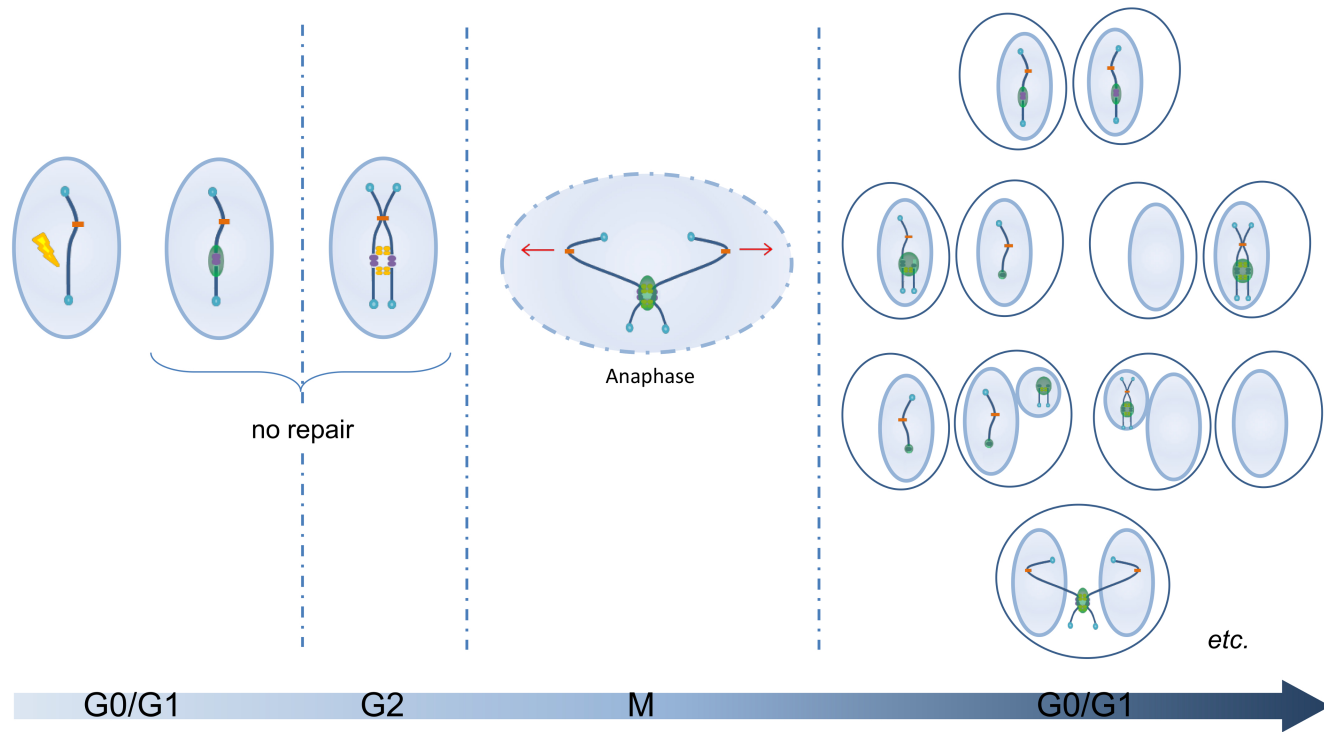 Anaphase
no repair
etc.
G0/G1
G2
M
G0/G1